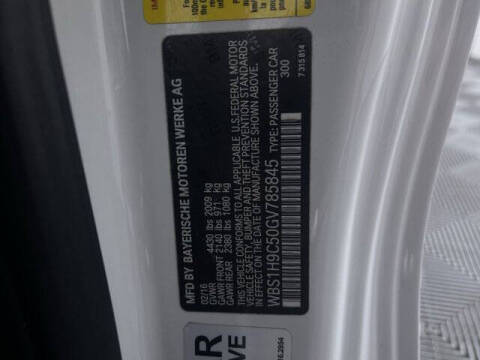 MFD BY BAYERISCHE MOTOREN WERKE AG
02/16
GVWR 4430 lbs 2009 kg
GAWR FRONT 2140 lbs 971 kg
GAWR REAR 2380 lbs 1080 kg
THIS VEHICLE CONFORMS TO ALL APPLICABLE U.S. FEDERAL MOTOR
VEHICLE SAFETY, BUMPER AND THEFT PREVENTION STANDARDS
IN EFFECT ON THE DATE OF MANUFACTURE SHOWN ABOVE.
WBS1H9C50GV785845 TYPE: PASSENGER CAR
300
7 315 814